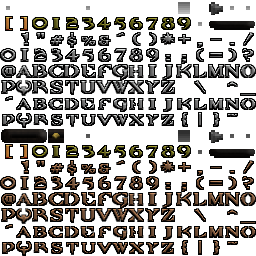 [ ] 0 1 2 3 4 5 6 7 8 9
! " # $ % & ' ( ) * + , - . /
0 1 2 3 4 5 6 7 8 9 : ; ( = ) ?
@ A B C D E F G H I J K L M N O
P Q R S T U V W X Y Z \ ^ _
` A B C D E F G H I J K L M N O
P Q R S T U V W X Y Z { | } ~
[ ] 0 1 2 3 4 5 6 7 8 9
! " # $ % & ' ( ) * + , - . /
0 1 2 3 4 5 6 7 8 9 : ; ( = ) ?
@ A B C D E F G H I J K L M N O
P Q R S T U V W X Y Z \ ^ _
` A B C D E F G H I J K L M N O
P Q R S T U V W X Y Z { | } ~